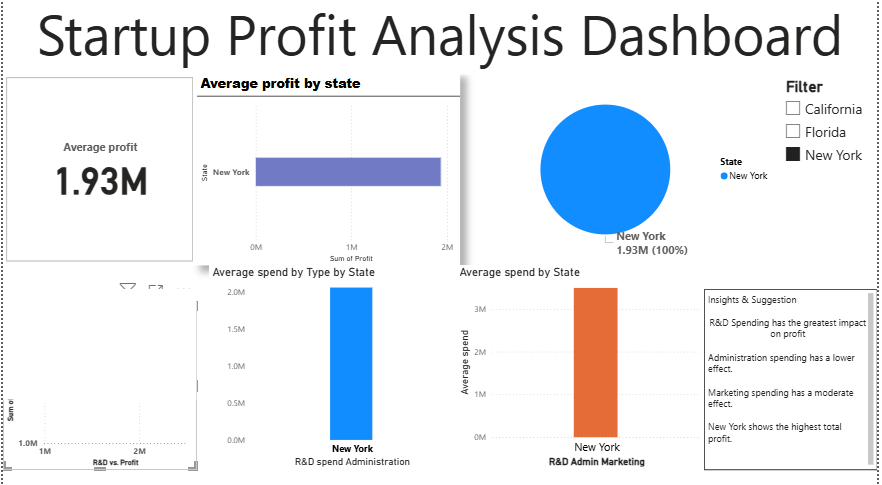 Startup Profit Analysis Dashboard
Average profit
1.93M
Average profit by state
State
New York
0M
1M
2M
Sum of Profit
New York
1.93M (100%)
State
New York
Filter
California
Florida
New York
Sum o
1.0M
1M
2M
R&D vs. Profit
Average spend by Type by State
2.0M
1.5M
1.0M
0.5M
0.0M
New York
R&D spend Administration
Average spend by State
Average spend
3M
2M
1M
0M
New York
R&D Admin Marketing
Insights & Suggestion
R&D Spending has the greatest impact
on profit
Administration spending has a lower
effect.
Marketing spending has a moderate
effect.
New York shows the highest total
profit.